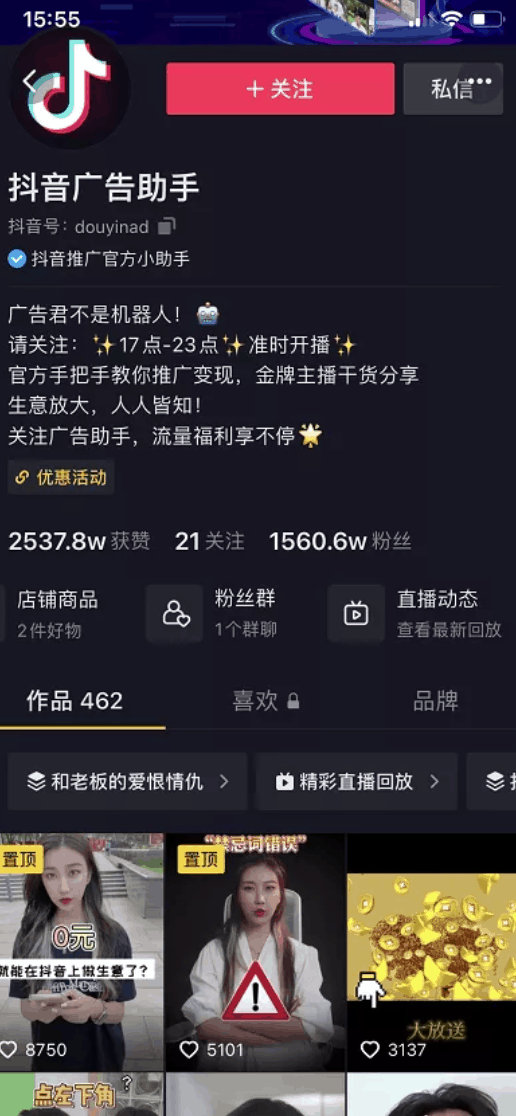 15:55
+ 关注
私信
抖音广告助手
抖音号：douyinad
抖音推广官方小助手
广告君不是机器人！🤖
请关注：✨17点-23点✨准时开播✨
官方手把手教你推广变现，金牌主播干货分享
生意放大，人人皆知！
关注广告助手，流量福利享不停🌟
优惠活动
2537.8w获赞 21关注 1560.6w粉丝
店铺商品
2件好物
粉丝群
1个群聊
直播动态
查看最新回放
作品 462
喜欢
品牌
和老板的爱恨情仇
精彩直播回放
置顶
0元
就能在抖音上做生意了？
8750
置顶
“禁忌词错误”
5101
大放送
3137
点左下角？